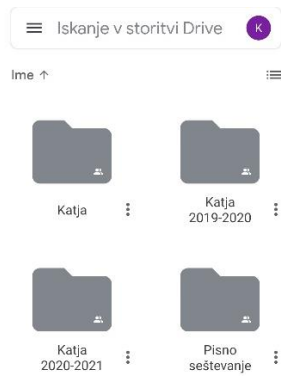 Iskanje v storitvi Drive
K
Ime ↑
Katja
Katja
2019-2020
Katja
2020-2021
Pisno
seštevanje